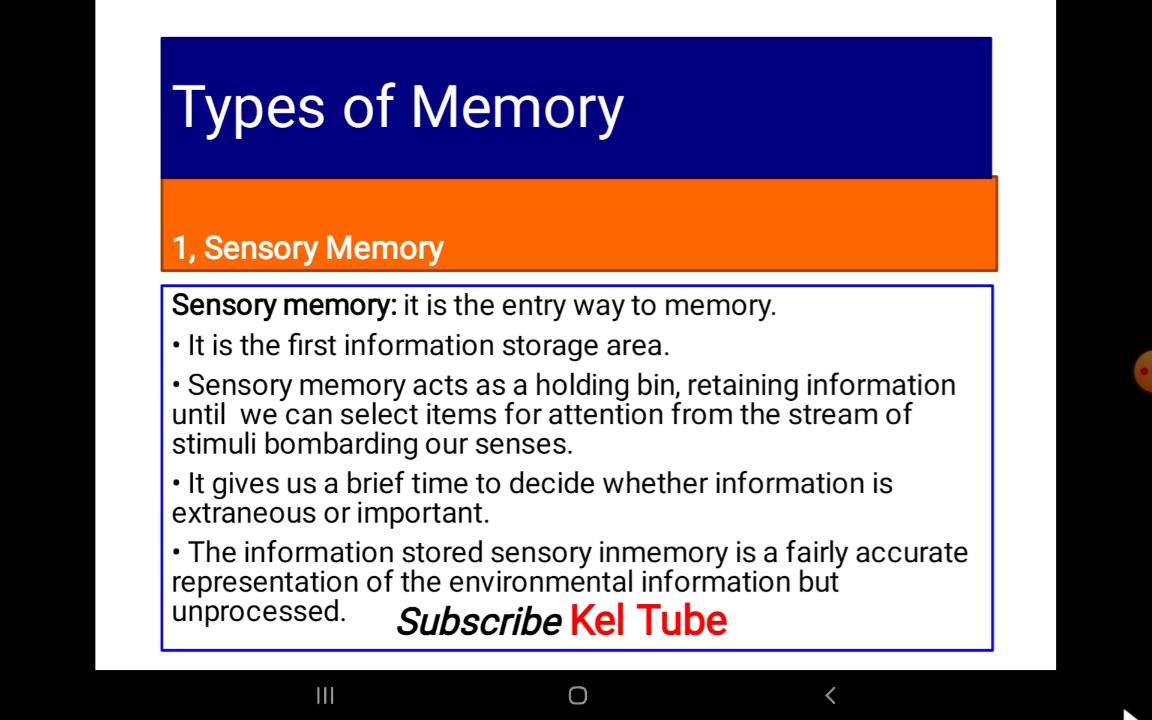 Types of Memory
1, Sensory Memory
Sensory memory: it is the entry way to memory.
• It is the first information storage area.
• Sensory memory acts as a holding bin, retaining information
until we can select items for attention from the stream of
stimuli bombarding our senses.
• It gives us a brief time to decide whether information is
extraneous or important.
• The information stored sensory inmemory is a fairly accurate
representation of the environmental information but
unprocessed.
Subscribe Kel Tube